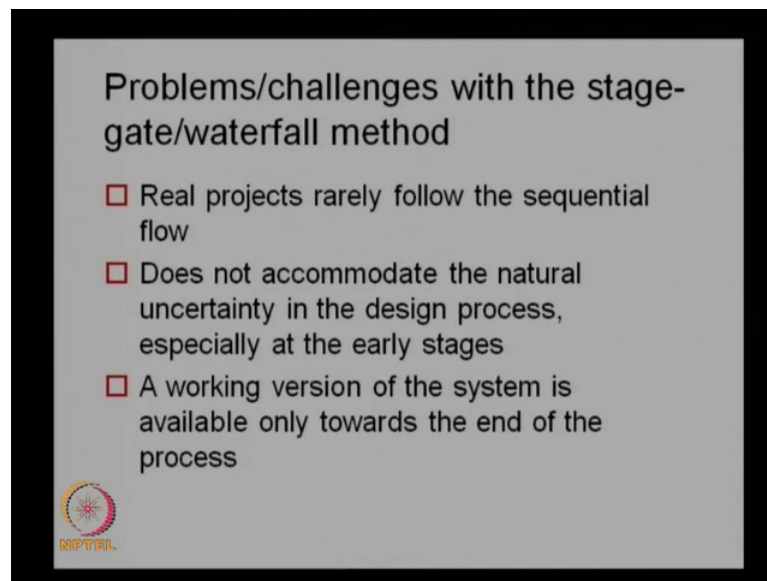 Problems/challenges with the stage-
gate/waterfall method
Real projects rarely follow the sequential
flow
Does not accommodate the natural
uncertainty in the design process,
especially at the early stages
A working version of the system is
available only towards the end of the
process
NPTEL